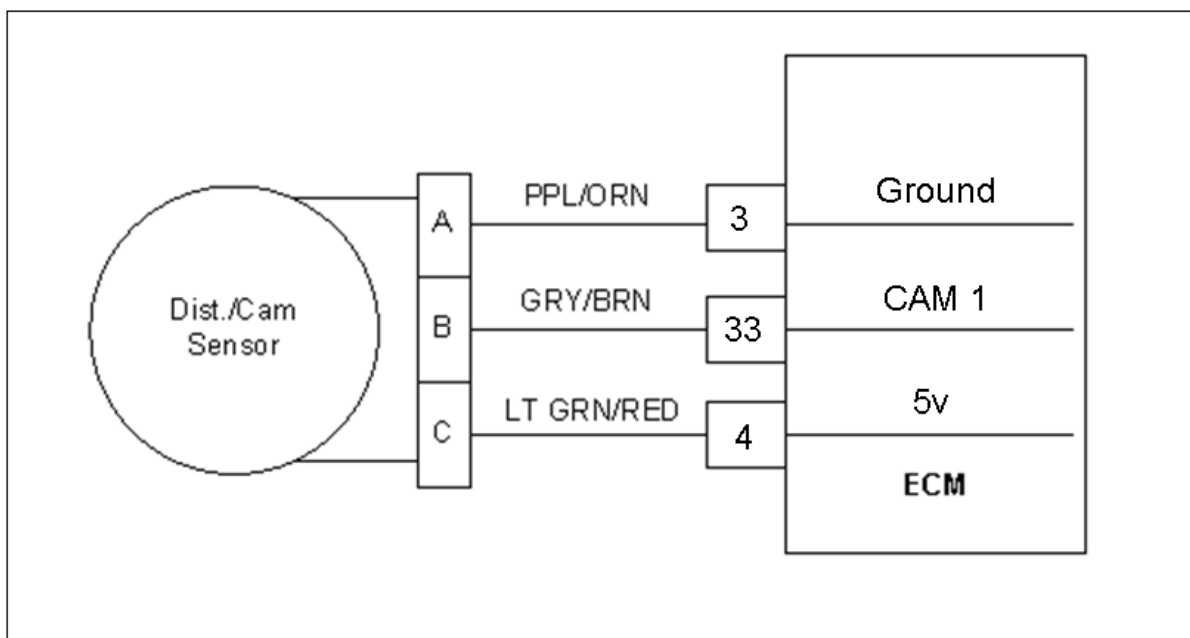 Dist./Cam
Sensor
A
PPL/ORN
3
Ground
B
GRY/BRN
33
CAM 1
C
LT GRN/RED
4
5v
ECM